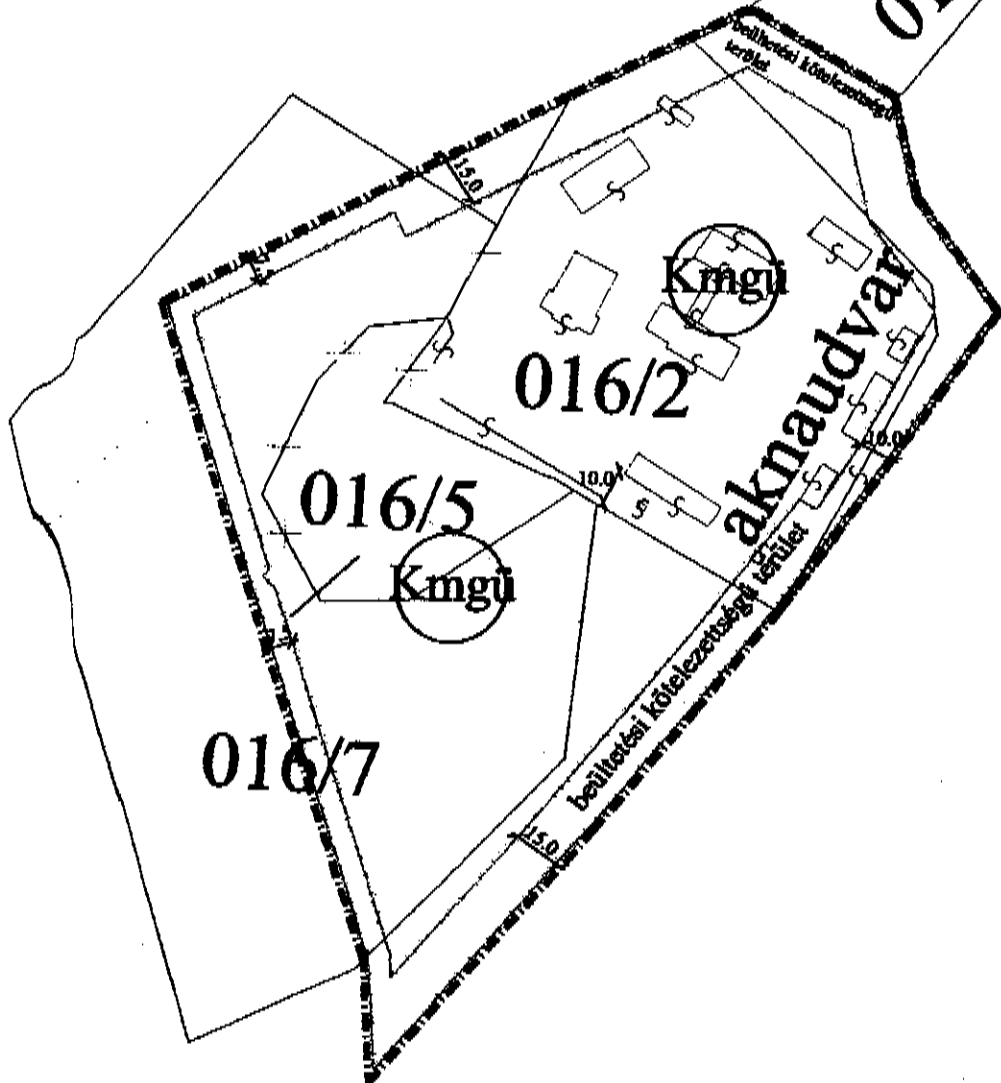 01
beültetési kötelezettségű
terület
15.0
Kmgü
016/2
aknaudvar
10.0
10.0
016/5
Kmgü
beültetési kötelezettségű terület
016/7
15.0